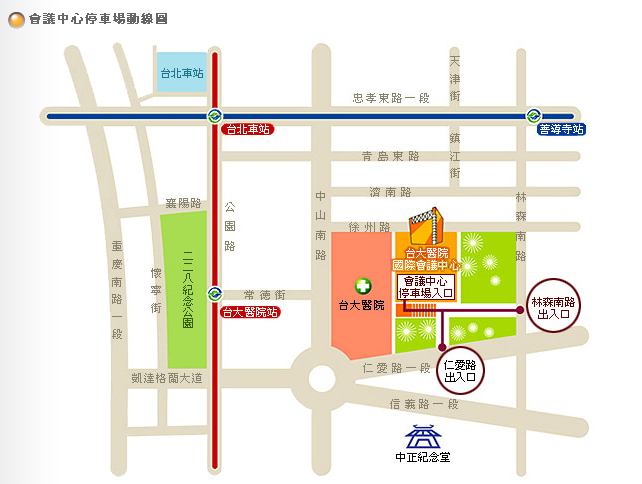 會議中心停車場動線圖
台北車站
天津街
忠孝東路一段
台北車站
善導寺站
鎮江街
青島東路
濟南路
中山南路
林森南路
襄陽路
公園路
徐州路
重慶南路一段
懷寧街
二二八紀念公園
台大醫院
國際會議中心
會議中心
停車場入口
常德街
台大醫院
林森南路
出入口
台大醫院站
仁愛路一段
仁愛路
出入口
凱達格蘭大道
信義路一段
中正紀念堂